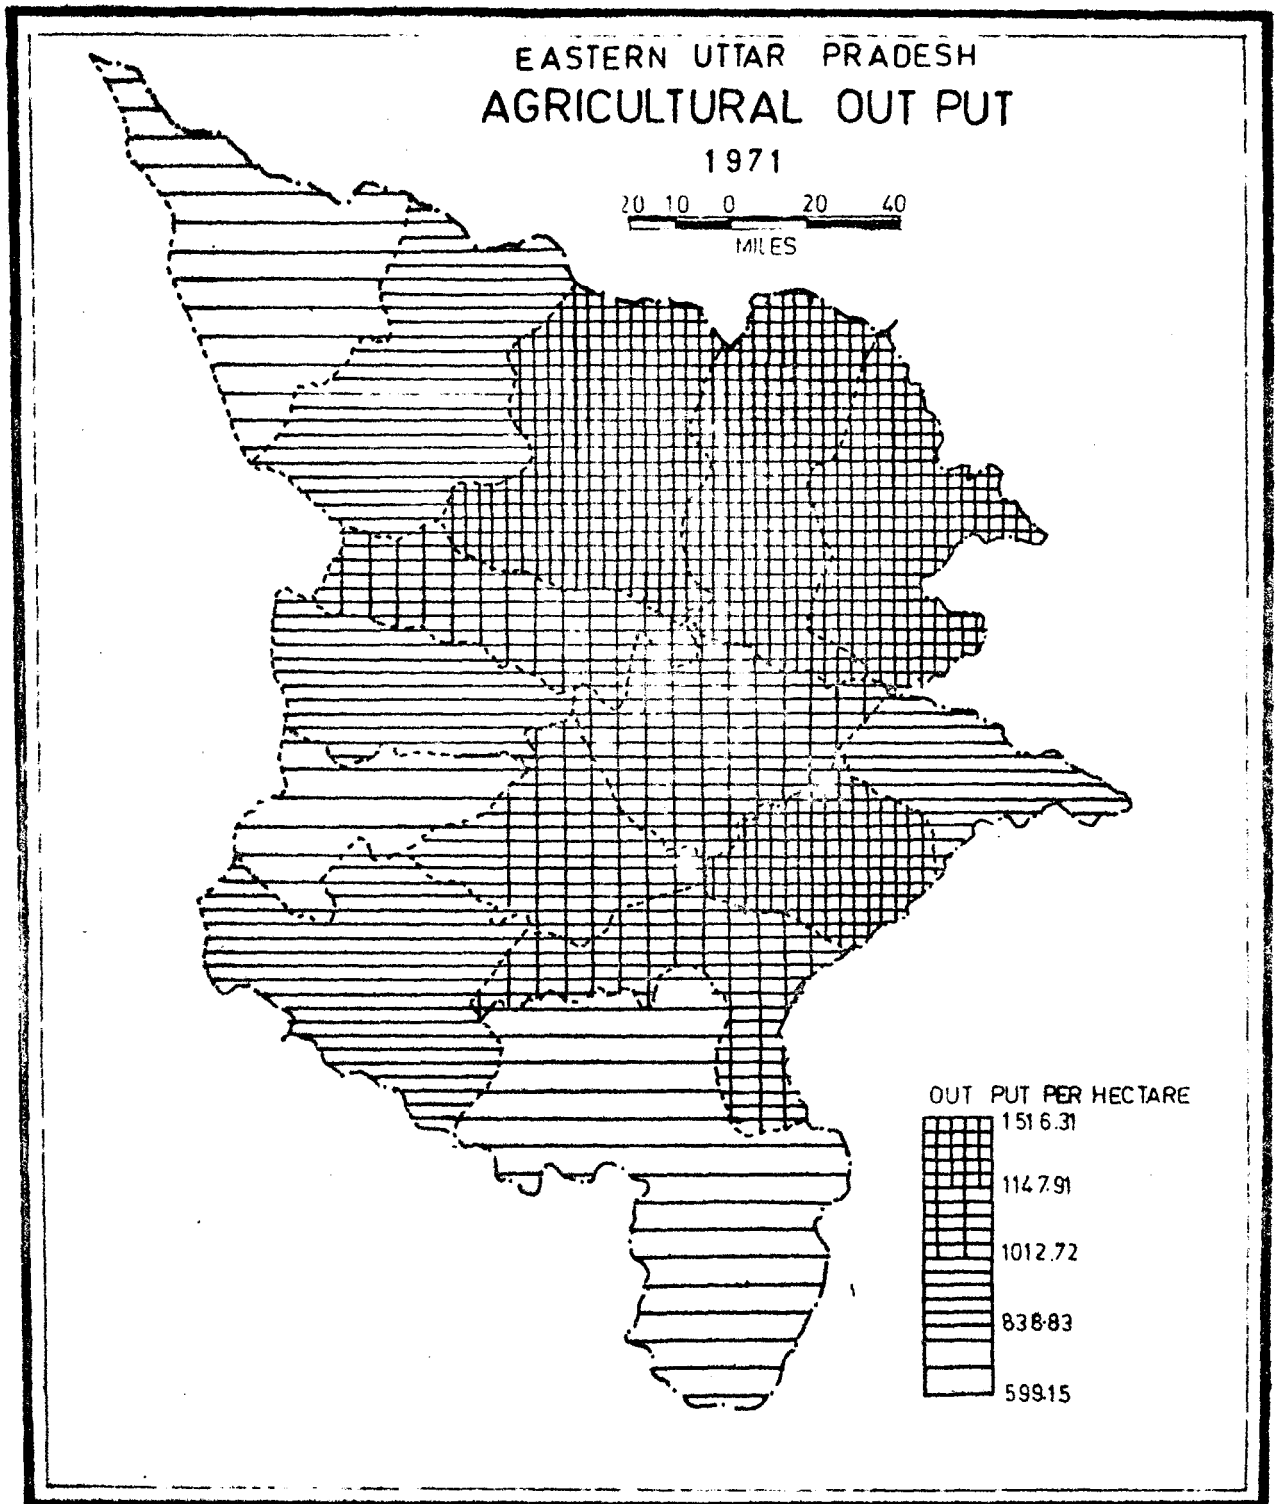 EASTERN UTTAR PRADESH
AGRICULTURAL OUT PUT
1971
20 10 0 20 40
MILES
OUT PUT PER HECTARE
1516.31
1147.91
1012.72
838.83
599.15